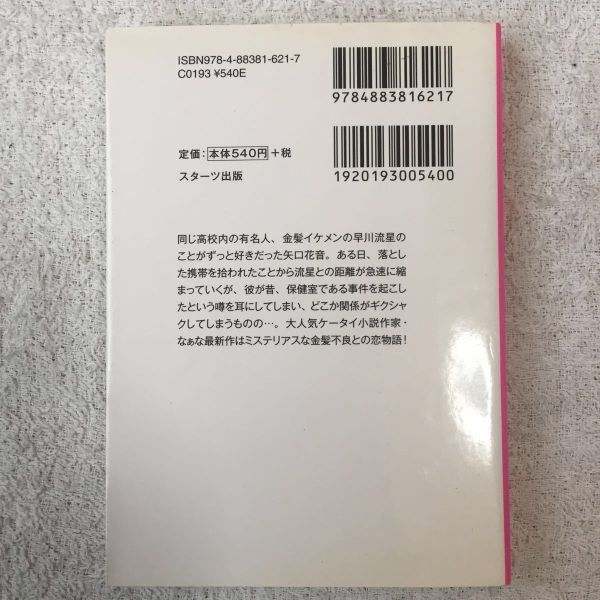 ISBN978-4-88381-621-7
C0193 ¥540E
9784883816217
定価：本体540円＋税
スターツ出版
1920193005400
同じ高校内の有名人、金髪イケメンの早川流星の
ことがずっと好きだった矢口花音。ある日、落とし
た携帯を拾われたことから流星との距離が急速に縮
まっていくが、彼が昔、保健室である事件を起こし
たという噂を耳にしてしまい、どこか関係がギクシャ
クしてしまうものの…。大人気ケータイ小説作家・
なぁな最新作はミステリアスな金髪不良との恋物語！